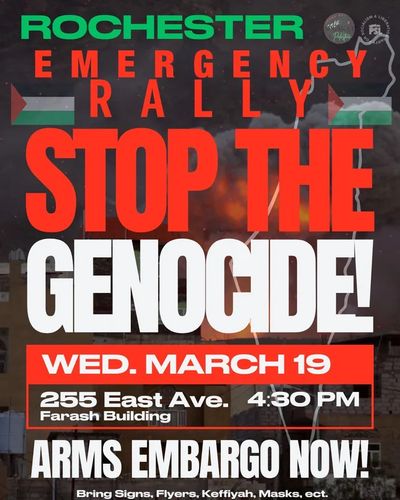 ROCHESTER
EMERGENCY
RALLY
STOP THE
GENOCIDE!
WED. MARCH 19
255 East Ave. 4:30 PM
Farash Building
ARMS EMBARGO NOW!
Bring Signs, Flyers, Keffiyah, Masks, ect.